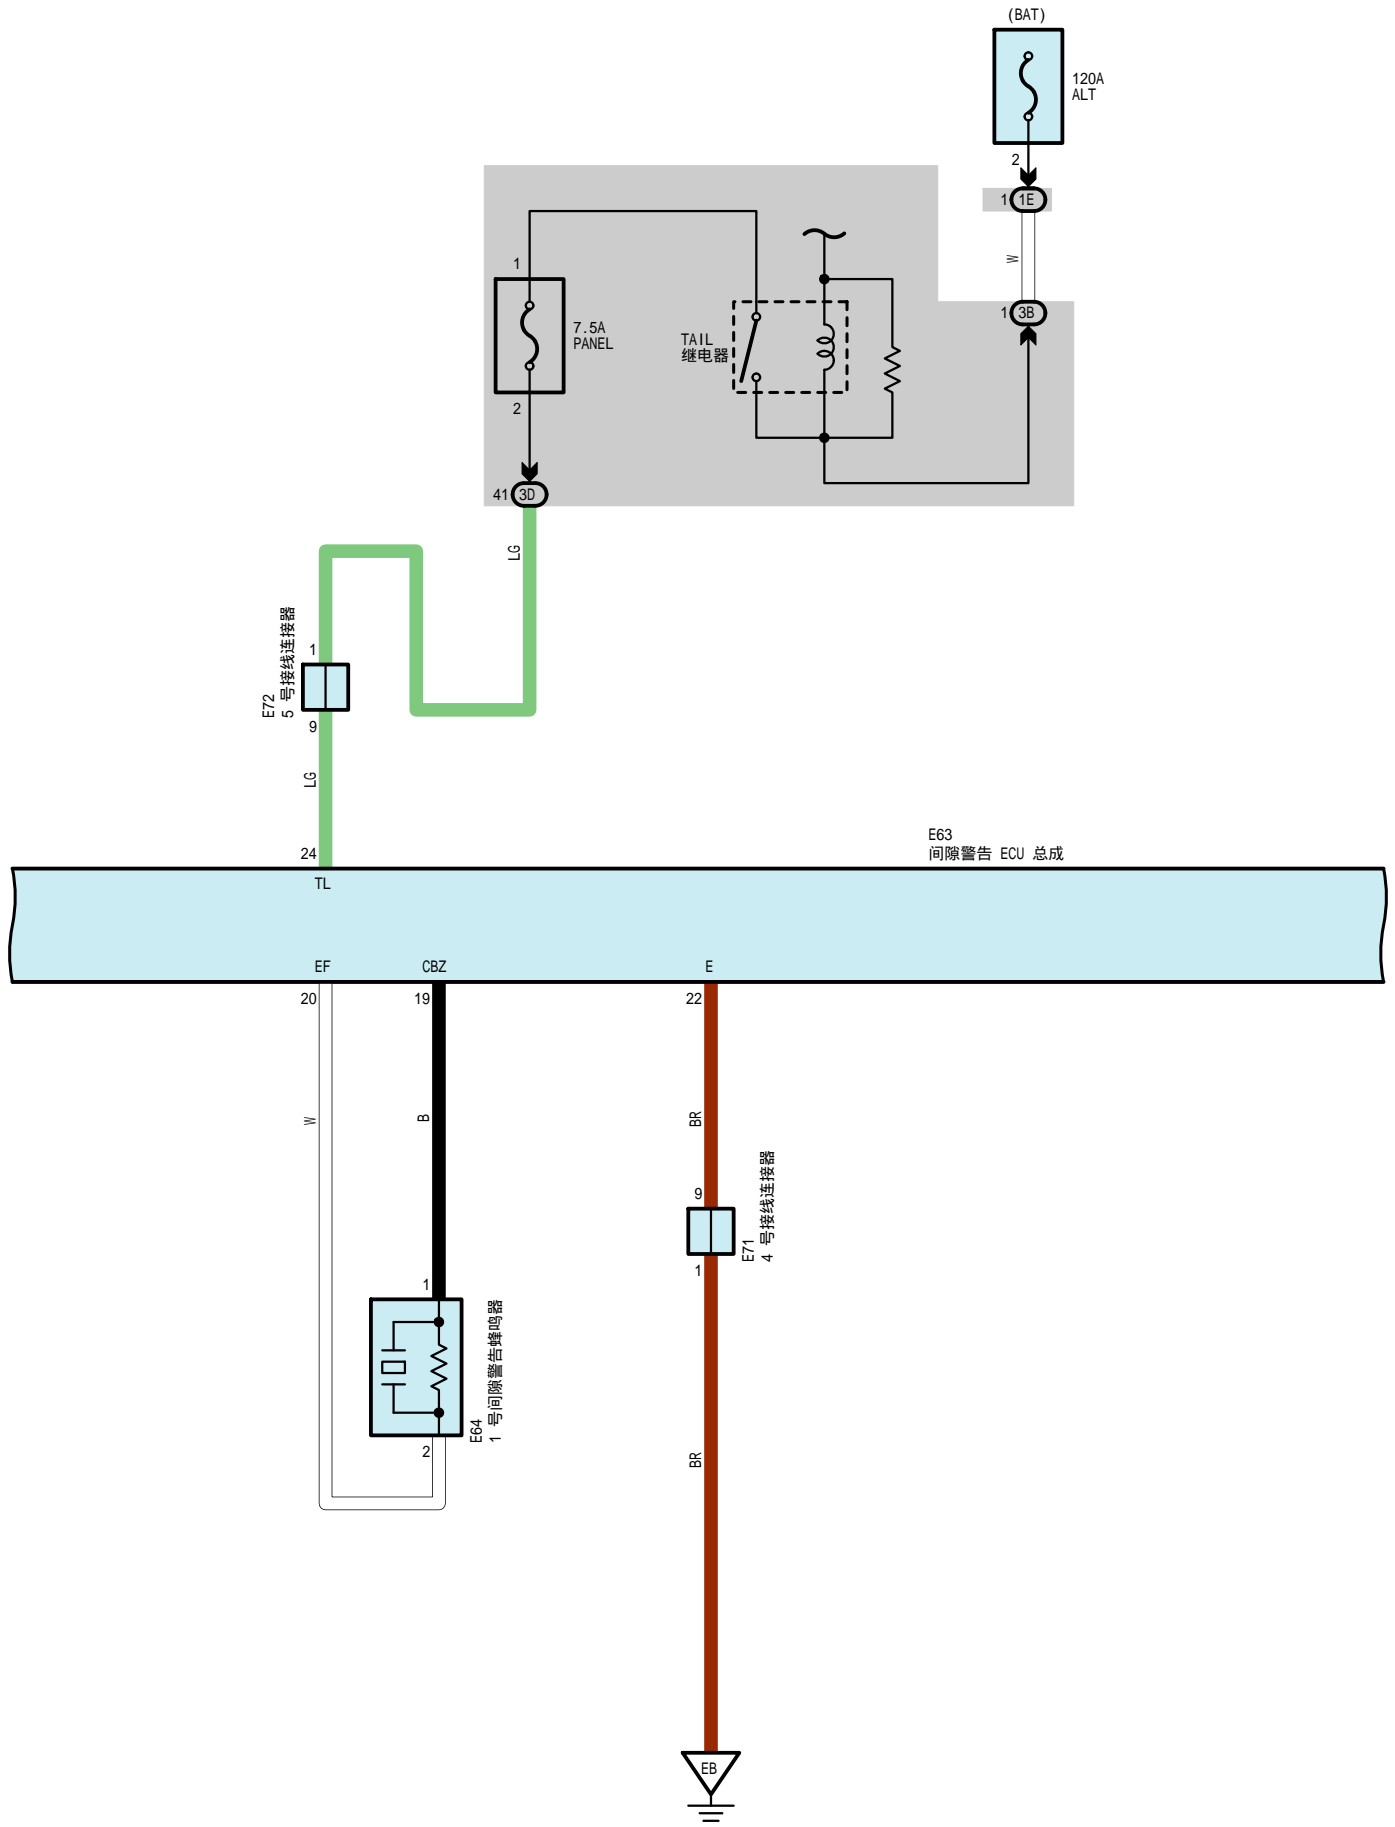 (BAT)
120A
ALT
2
1 1E
W
1 3B
1
7.5A
PANEL
2
TAIL
继电器
41 3D
LG
1
E72
5 号接线连接器
9
LG
24
E63
间隙警告 ECU 总成
TL
EF
CBZ
E
20
19
22
W
B
BR
9
E71
4 号接线连接器
1
1
E64
1 号间隙警告蜂鸣器
2
BR
EB